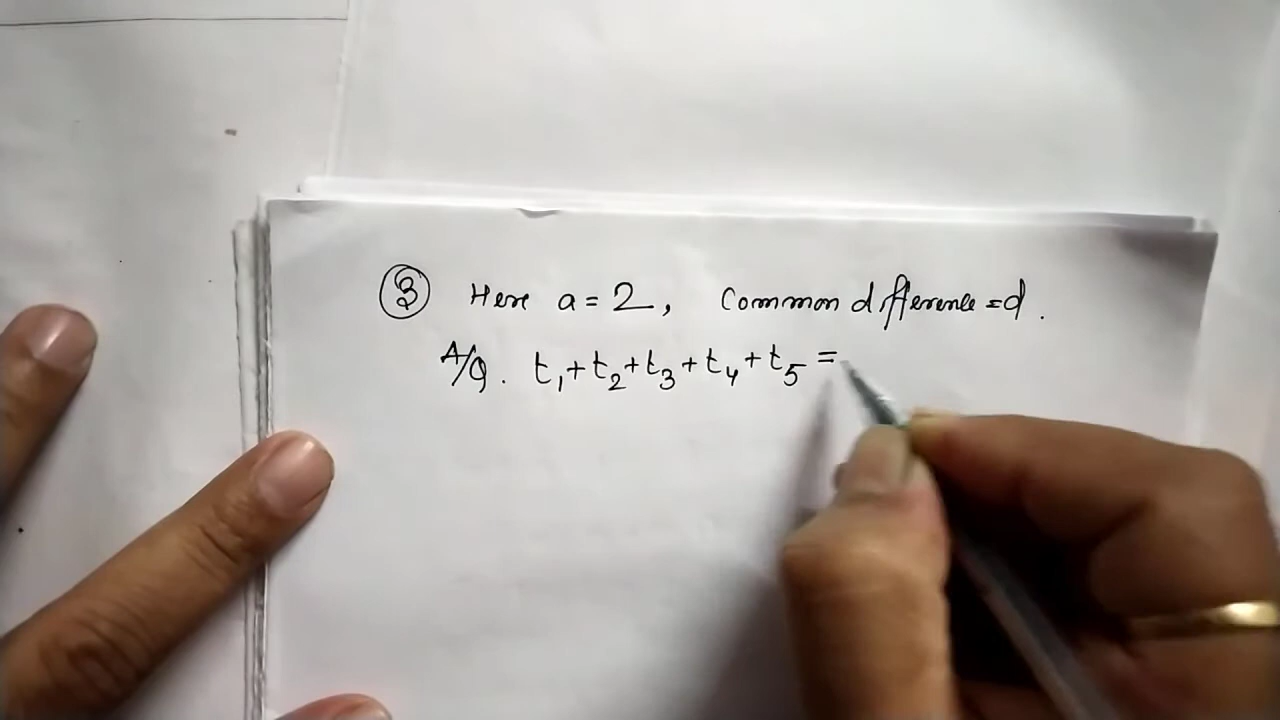 ③ Here a = 2, Common difference = d.
A/Q. t₁ + t₂ + t₃ + t₄ + t₅ =